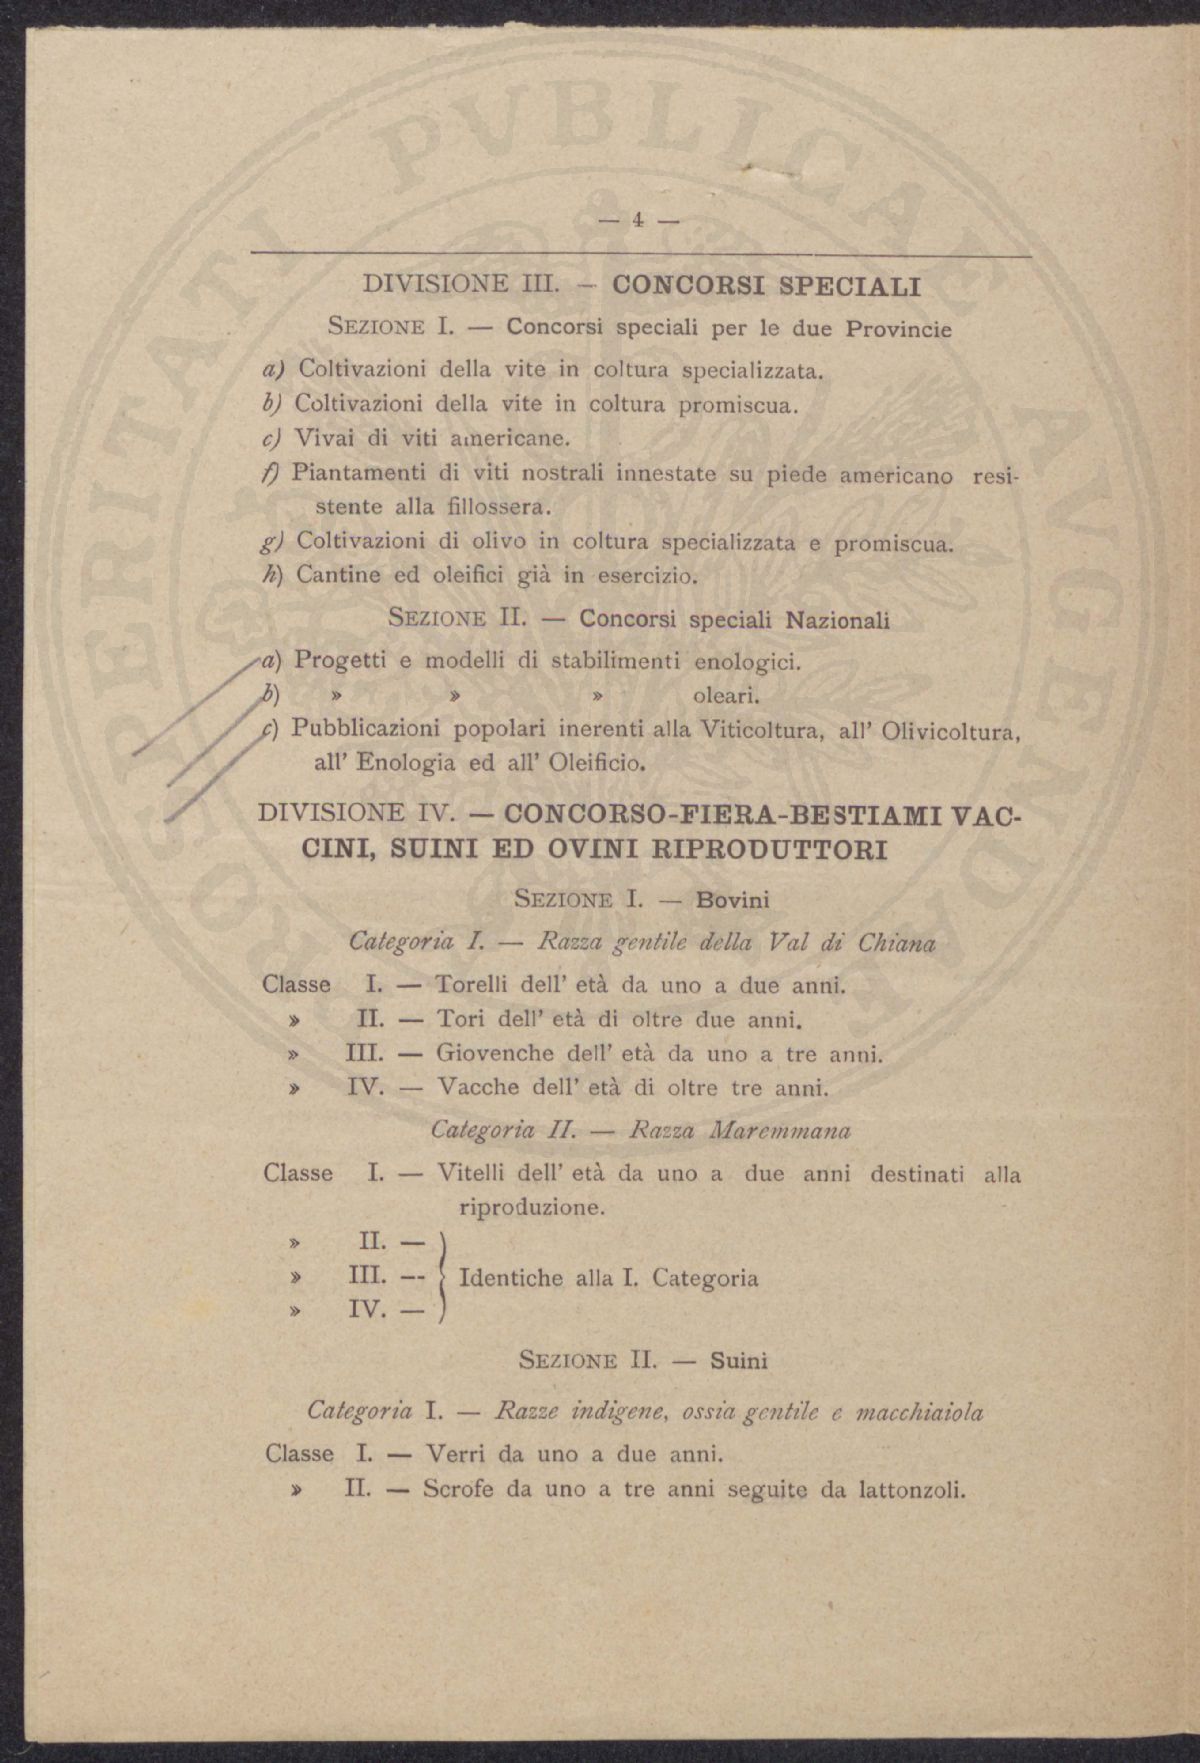 PROSPERITATI PUBLICAE AVGENDAE
— 4 —
DIVISIONE III. — CONCORSI SPECIALI
SEZIONE I. — Concorsi speciali per le due Provincie
a) Coltivazioni della vite in coltura specializzata.
b) Coltivazioni della vite in coltura promiscua.
c) Vivai di viti americane.
f) Piantamenti di viti nostrali innestate su piede americano resi-
stente alla fillossera.
g) Coltivazioni di olivo in coltura specializzata e promiscua.
h) Cantine ed oleifici già in esercizio.
SEZIONE II. — Concorsi speciali Nazionali
a) Progetti e modelli di stabilimenti enologici.
b) » » » oleari.
c) Pubblicazioni popolari inerenti alla Viticoltura, all' Olivicoltura,
all' Enologia ed all' Oleificio.
DIVISIONE IV. — CONCORSO-FIERA-BESTIAMI VAC-
CINI, SUINI ED OVINI RIPRODUTTORI
SEZIONE I. — Bovini
Categoria I. — Razza gentile della Val di Chiana
Classe I. — Torelli dell' età da uno a due anni.
» II. — Tori dell' età di oltre due anni.
» III. — Giovenche dell' età da uno a tre anni.
» IV. — Vacche dell' età di oltre tre anni.
Categoria II. — Razza Maremmana
Classe I. — Vitelli dell' età da uno a due anni destinati alla
riproduzione.
» II. —
» III. — Identiche alla I. Categoria
» IV. —
SEZIONE II. — Suini
Categoria I. — Razze indigene, ossia gentile e macchiaiola
Classe I. — Verri da uno a due anni.
» II. — Scrofe da uno a tre anni seguite da lattonzoli.